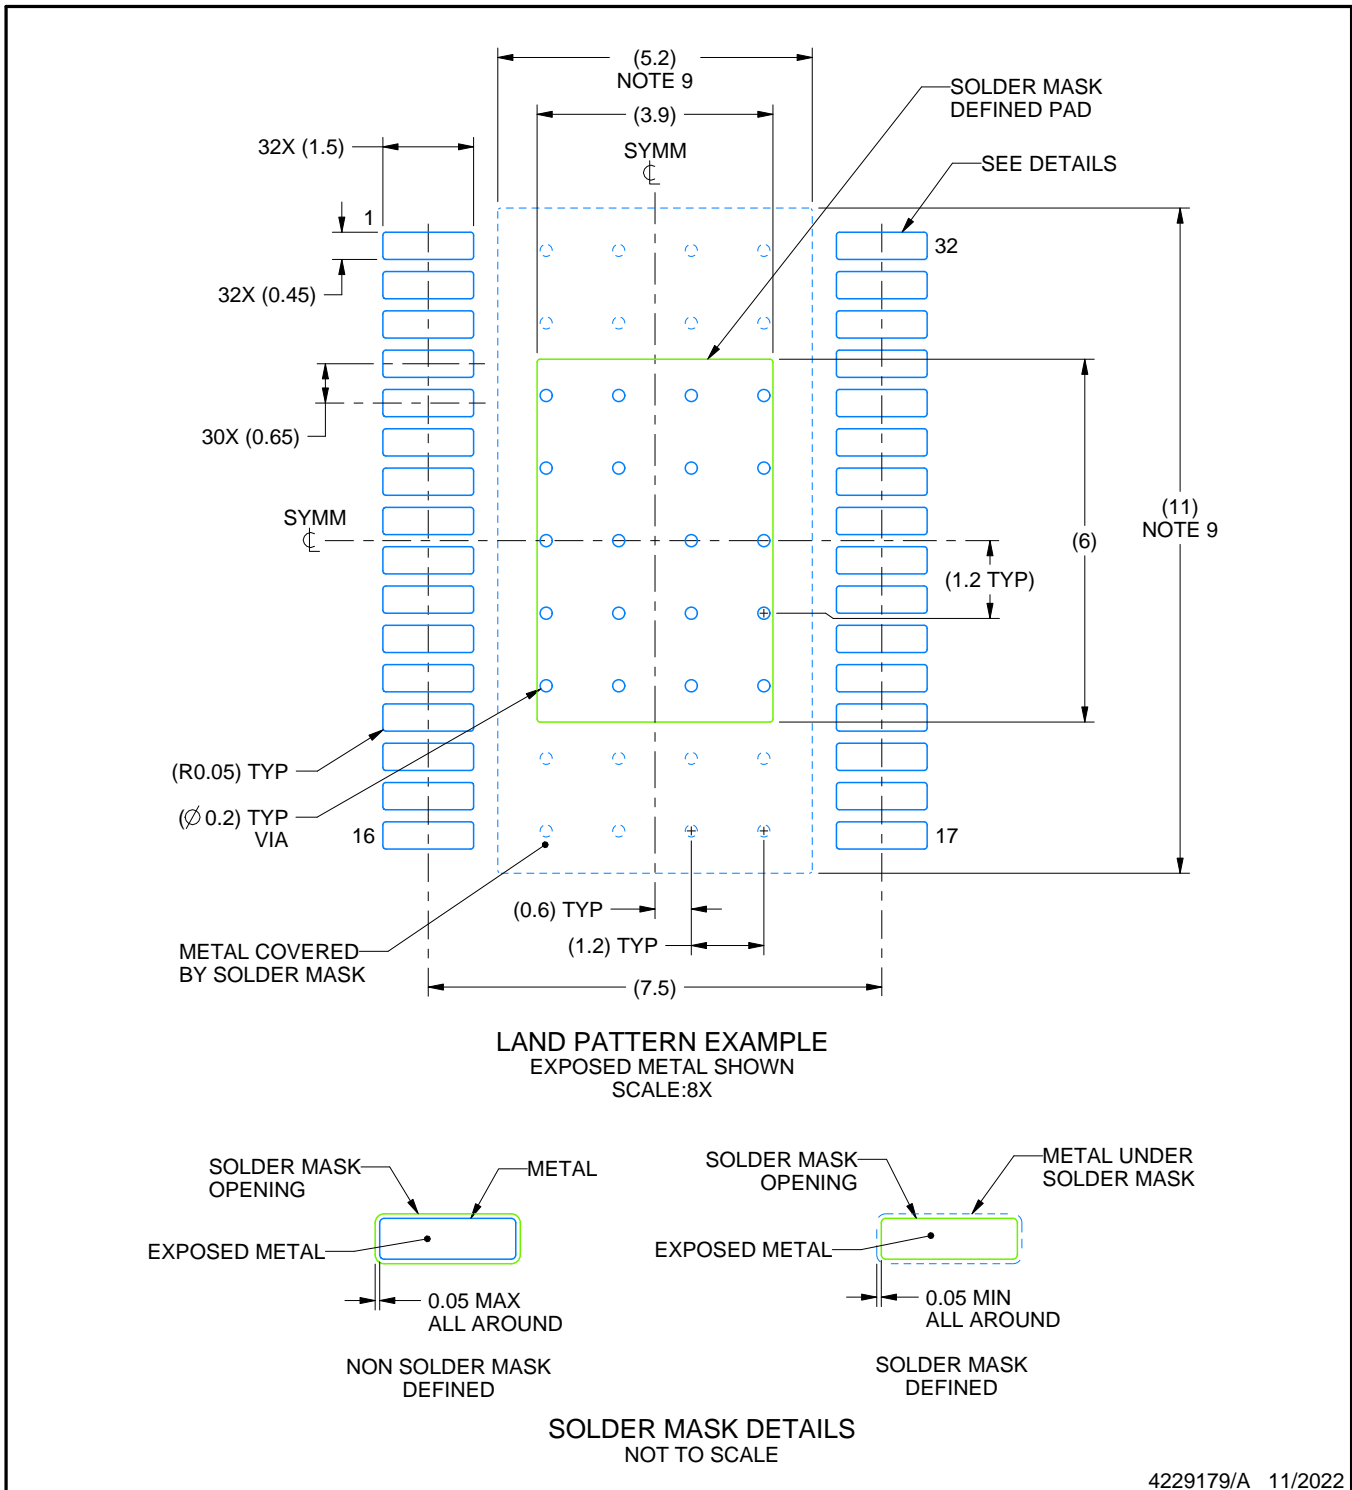 (5.2)
NOTE 9
SOLDER MASK
DEFINED PAD
(3.9)
32X (1.5)
SYMM
SEE DETAILS
1
32
32X (0.45)
30X (0.65)
(11)
NOTE 9
SYMM
(6)
(1.2 TYP)
(R0.05) TYP
(Ø 0.2) TYP
VIA
16
17
(0.6) TYP
(1.2) TYP
METAL COVERED
BY SOLDER MASK
(7.5)
LAND PATTERN EXAMPLE
EXPOSED METAL SHOWN
SCALE:8X
SOLDER MASK
OPENING
METAL
EXPOSED METAL
0.05 MAX
ALL AROUND
NON SOLDER MASK
DEFINED
SOLDER MASK
OPENING
METAL UNDER
SOLDER MASK
EXPOSED METAL
0.05 MIN
ALL AROUND
SOLDER MASK
DEFINED
SOLDER MASK DETAILS
NOT TO SCALE
4229179/A 11/2022